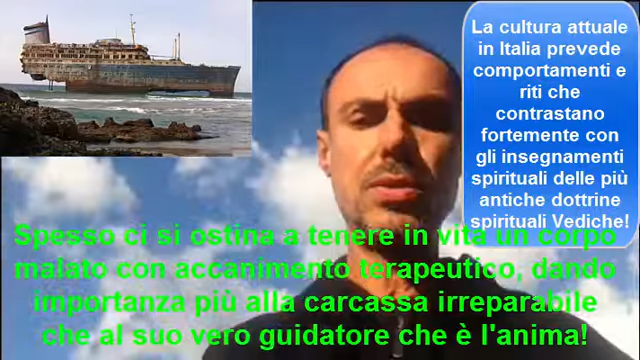 La cultura attuale
in Italia prevede
comportamenti e
riti che
contrastano
fortemente con
gli insegnamenti
spirituali delle più
antiche dottrine
spirituali Vediche!
Spesso ci si ostina a tenere in vita un corpo
malato con accanimento terapeutico, dando
importanza più alla carcassa irreparabile
che al suo vero guidatore che è l'anima!